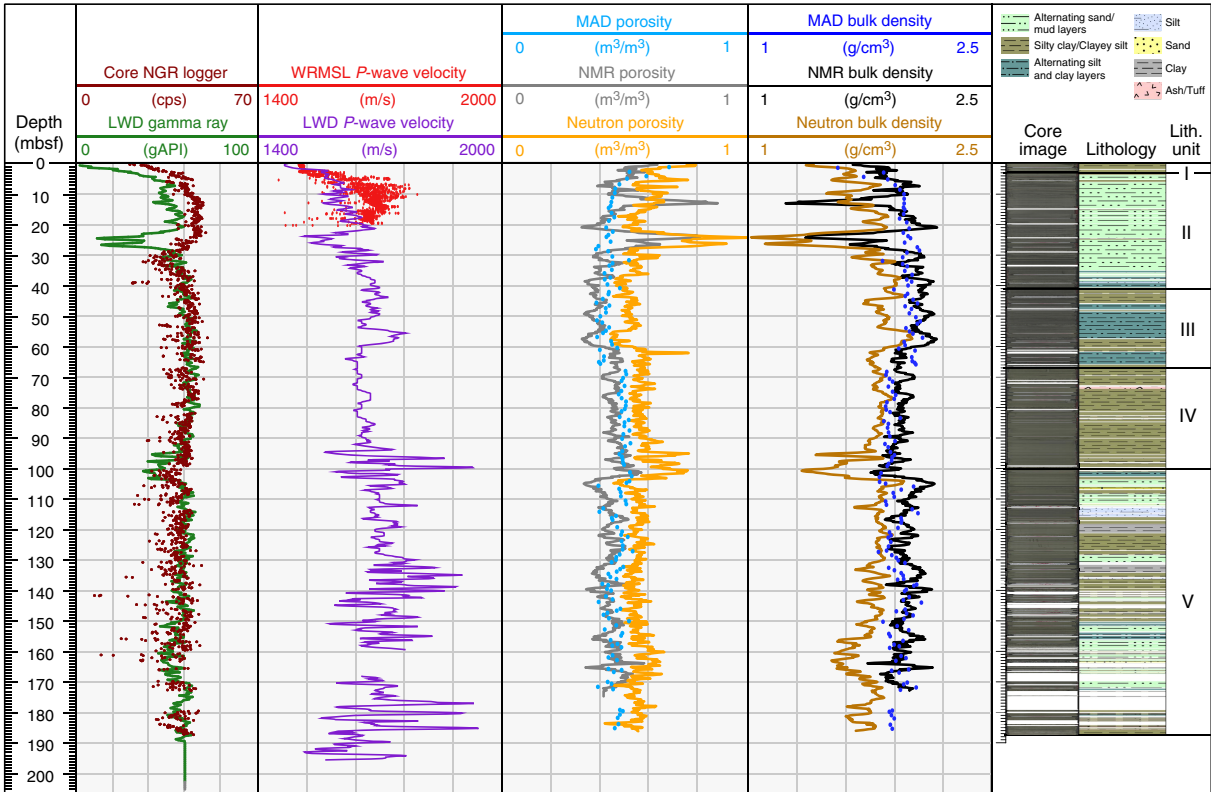 MAD porosity
0 (m³/m³) 1
MAD bulk density
1 (g/cm³) 2.5
Alternating sand/
mud layers
Silty clay/Clayey silt
Alternating silt
and clay layers
Silt
Sand
Clay
Ash/Tuff
Core NGR logger
0 (cps) 70
WRMSL P-wave velocity
1400 (m/s) 2000
NMR porosity
0 (m³/m³) 1
NMR bulk density
1 (g/cm³) 2.5
Depth
(mbsf)
LWD gamma ray
0 (gAPI) 100
LWD P-wave velocity
1400 (m/s) 2000
Neutron porosity
0 (m³/m³) 1
Neutron bulk density
1 (g/cm³) 2.5
Core
image
Lithology
Lith.
unit
0
10
20
30
40
50
60
70
80
90
100
110
120
130
140
150
160
170
180
190
200
I
II
III
IV
V